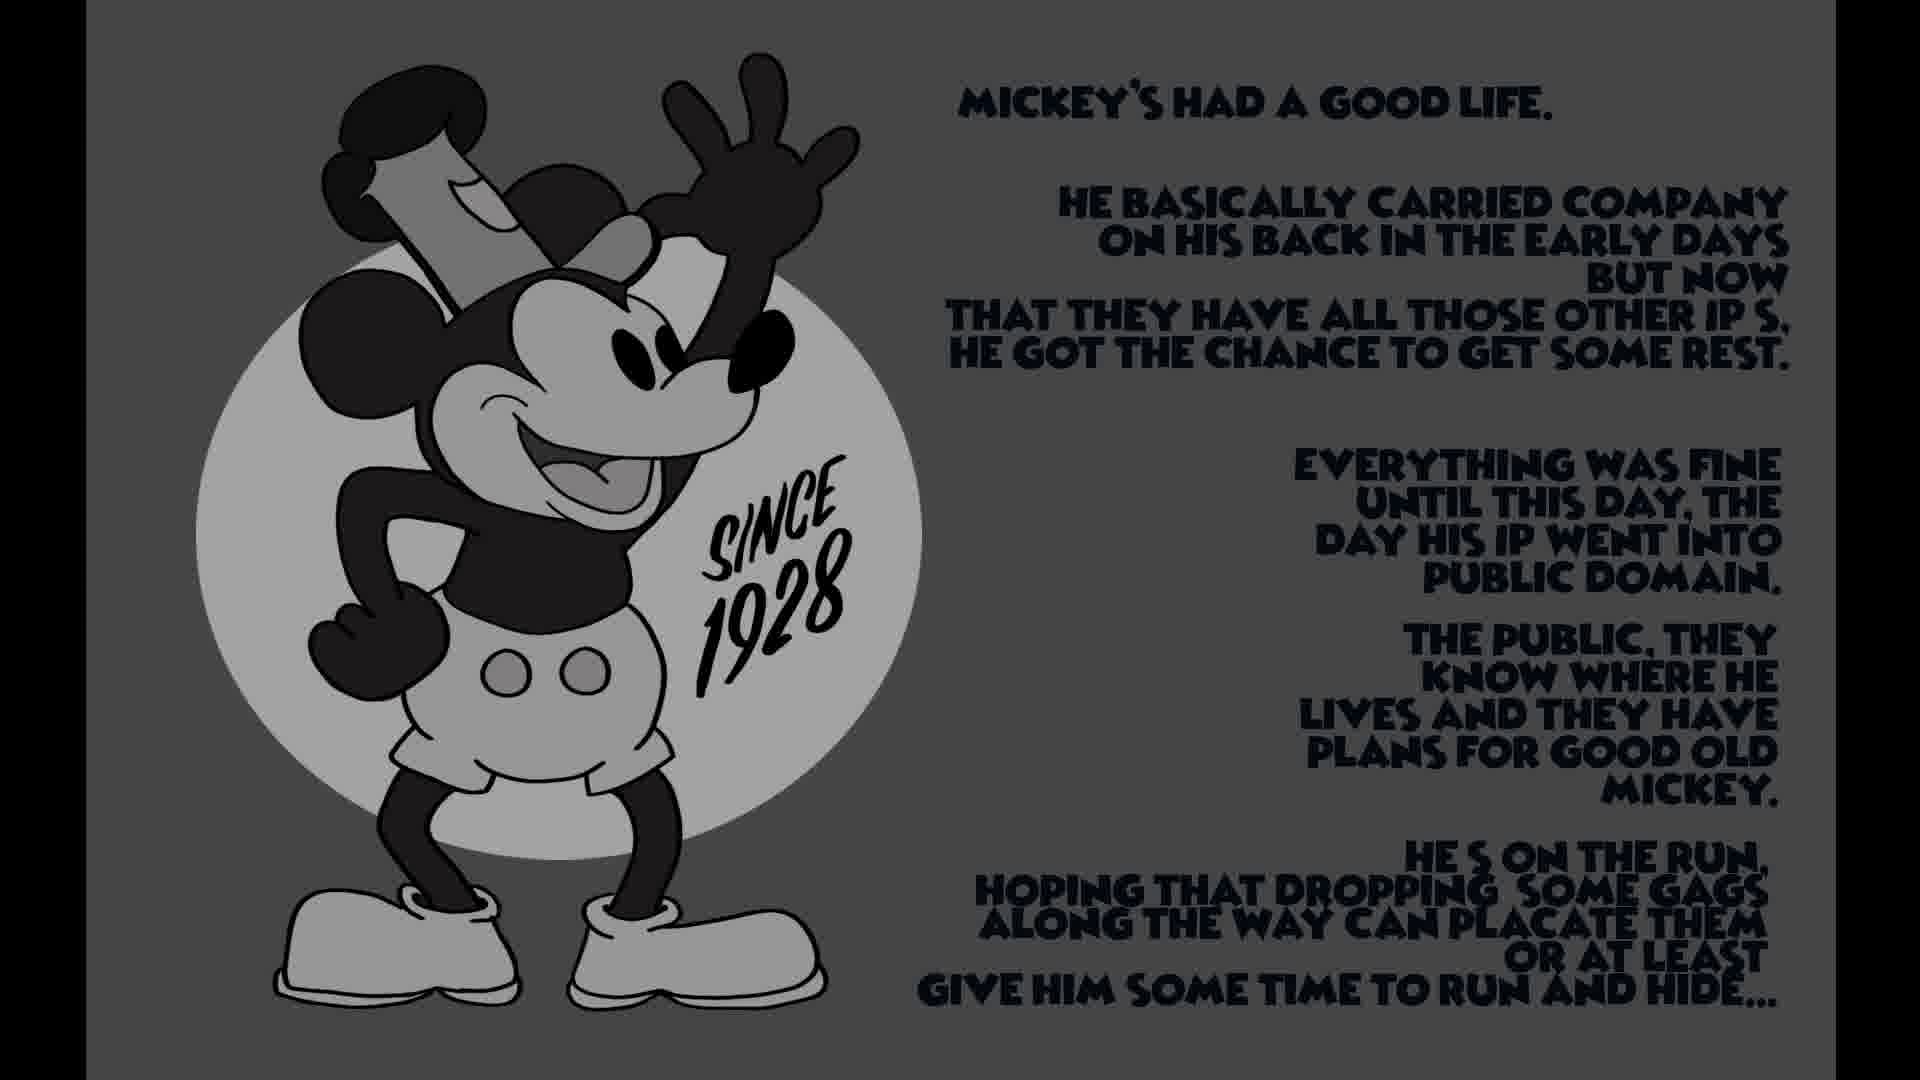 MICKEY'S HAD A GOOD LIFE.
HE BASICALLY CARRIED COMPANY
ON HIS BACK IN THE EARLY DAYS
BUT NOW
THAT THEY HAVE ALL THOSE OTHER IP S,
HE GOT THE CHANCE TO GET SOME REST.
EVERYTHING WAS FINE
UNTIL THIS DAY, THE
DAY HIS IP WENT INTO
PUBLIC DOMAIN.
THE PUBLIC, THEY
KNOW WHERE HE
LIVES AND THEY HAVE
PLANS FOR GOOD OLD
MICKEY.
HE S ON THE RUN,
HOPING THAT DROPPING SOME GAGS
ALONG THE WAY CAN PLACATE THEM
OR AT LEAST
GIVE HIM SOME TIME TO RUN AND HIDE...
SINCE
1928